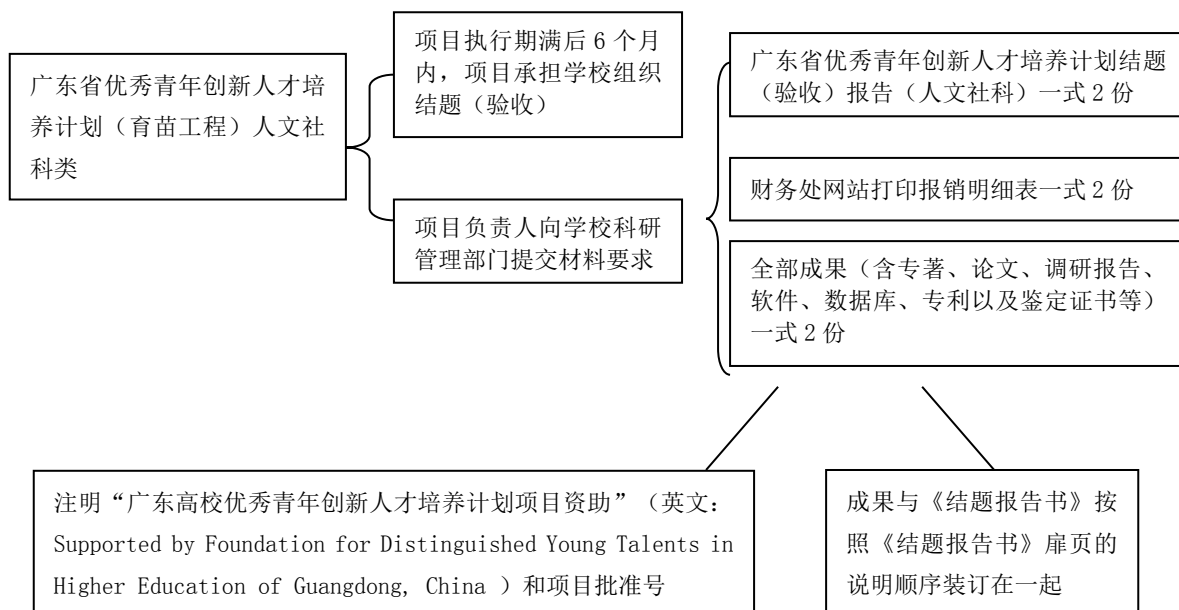 广东省优秀青年创新人才培
养计划（育苗工程）人文社
科类
项目执行期满后 6 个月
内，项目承担学校组织
结题（验收）
项目负责人向学校科研
管理部门提交材料要求
广东省优秀青年创新人才培养计划结题
（验收）报告（人文社科）一式 2 份
财务处网站打印报销明细表一式 2 份
全部成果（含专著、论文、调研报告、
软件、数据库、专利以及鉴定证书等）
一式 2 份
注明“广东高校优秀青年创新人才培养计划项目资助”（英文：
Supported by Foundation for Distinguished Young Talents in
Higher Education of Guangdong, China ）和项目批准号
成果与《结题报告书》按
照《结题报告书》扉页的
说明顺序装订在一起